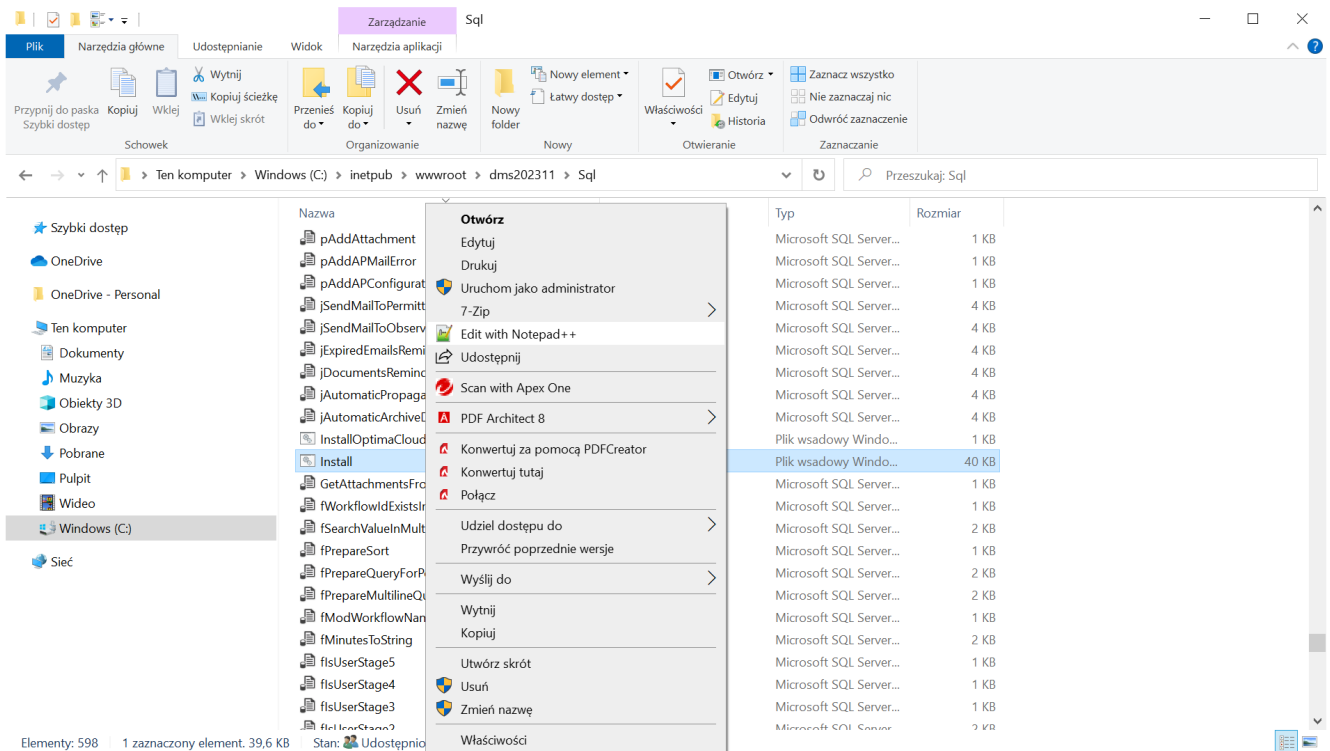 Zarządzanie
Sql
Plik
Narzędzia główne
Udostępnianie
Widok
Narzędzia aplikacji
Przypnij do paska
Szybki dostęp
Kopiuj
Wklej
Wytnij
Kopiuj ścieżkę
Wklej skrót
Schowek
Przenieś
do
Kopiuj
do
Usuń
Zmień
nazwę
Organizowanie
Nowy
folder
Nowy element
Łatwy dostęp
Nowy
Właściwości
Otwórz
Edytuj
Historia
Otwieranie
Zaznacz wszystko
Nie zaznaczaj nic
Odwróć zaznaczenie
Zaznaczanie
Ten komputer > Windows (C:) > inetpub > wwwroot > dms202311 > Sql
Przeszukaj: Sql
Szybki dostęp
OneDrive
OneDrive - Personal
Ten komputer
Dokumenty
Muzyka
Obiekty 3D
Obrazy
Pobrane
Pulpit
Wideo
Windows (C:)
Sieć
Nazwa Typ Rozmiar
pAddAttachment Microsoft SQL Server... 1 KB
pAddAPMailError Microsoft SQL Server... 1 KB
pAddAPConfigurat Microsoft SQL Server... 1 KB
jSendMailToPermitt Microsoft SQL Server... 4 KB
jSendMailToObserv Microsoft SQL Server... 4 KB
jExpiredEmailsRemi Microsoft SQL Server... 4 KB
jDocumentsRemind Microsoft SQL Server... 4 KB
jAutomaticPropaga Microsoft SQL Server... 4 KB
jAutomaticArchive Microsoft SQL Server... 4 KB
InstallOptimaCloud Plik wsadowy Windo... 1 KB
Install Plik wsadowy Windo... 40 KB
GetAttachmentsFro Microsoft SQL Server... 1 KB
fWorkflowIdExistsIn Microsoft SQL Server... 1 KB
fSearchValueInMult Microsoft SQL Server... 2 KB
fPrepareSort Microsoft SQL Server... 1 KB
fPrepareQueryForP Microsoft SQL Server... 2 KB
fPrepareMultilineQu Microsoft SQL Server... 2 KB
fModWorkflowNam Microsoft SQL Server... 1 KB
fMinutesToString Microsoft SQL Server... 2 KB
fIsUserStage5 Microsoft SQL Server... 1 KB
fIsUserStage4 Microsoft SQL Server... 1 KB
fIsUserStage3 Microsoft SQL Server... 1 KB
fIsUserStage2 Microsoft SQL Server... 2 KB
Otwórz
Edytuj
Drukuj
Uruchom jako administrator
7-Zip
Edit with Notepad++
Udostępnij
Scan with Apex One
PDF Architect 8
Konwertuj za pomocą PDFCreator
Konwertuj tutaj
Połącz
Udziel dostępu do
Przywróć poprzednie wersje
Wyślij do
Wytnij
Kopiuj
Utwórz skrót
Usuń
Zmień nazwę
Właściwości
Elementy: 598 1 zaznaczony element. 39,6 KB Stan: Udostępnio